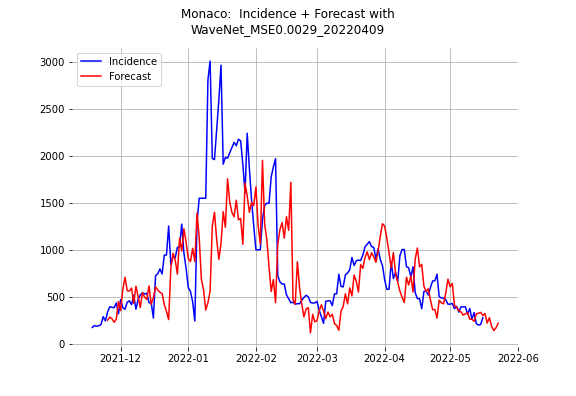 Monaco:  Incidence + Forecast with
WaveNet_MSE0.0029_20220409
Incidence
Forecast
3000
2500
2000
1500
1000
500
0
2021-12 2022-01 2022-02 2022-03 2022-04 2022-05 2022-06